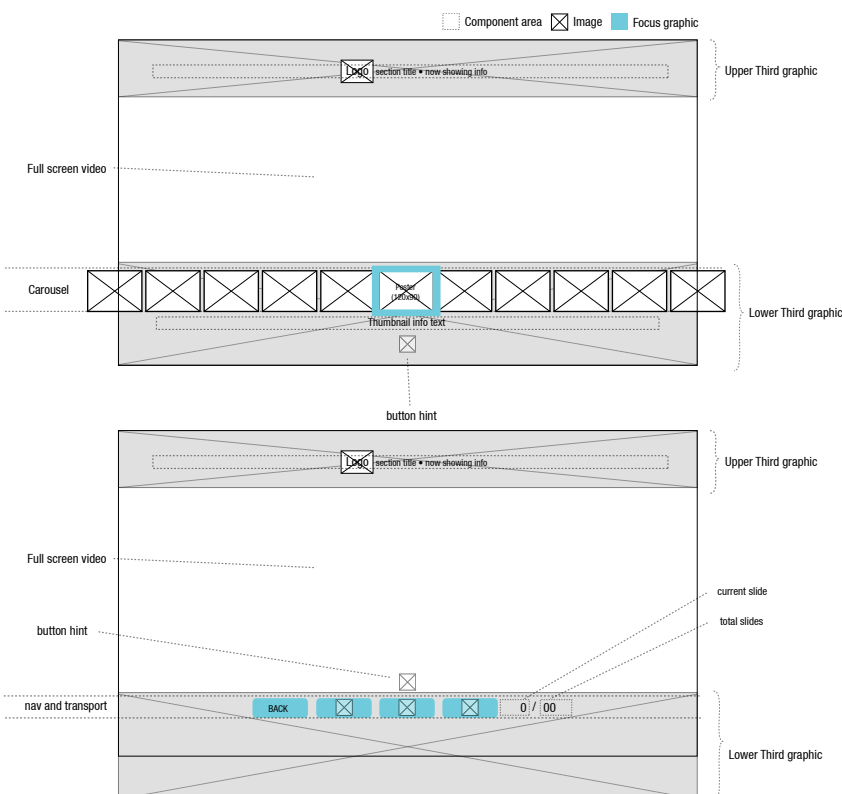 Component area Image Focus graphic
Logo section title • now showing info
Upper Third graphic
Full screen video
Carousel
Poster
(120x90)
Lower Third graphic
Thumbnail info text
button hint
Logo section title • now showing info
Upper Third graphic
Full screen video
current slide
total slides
button hint
nav and transport
BACK
0 / 00
Lower Third graphic